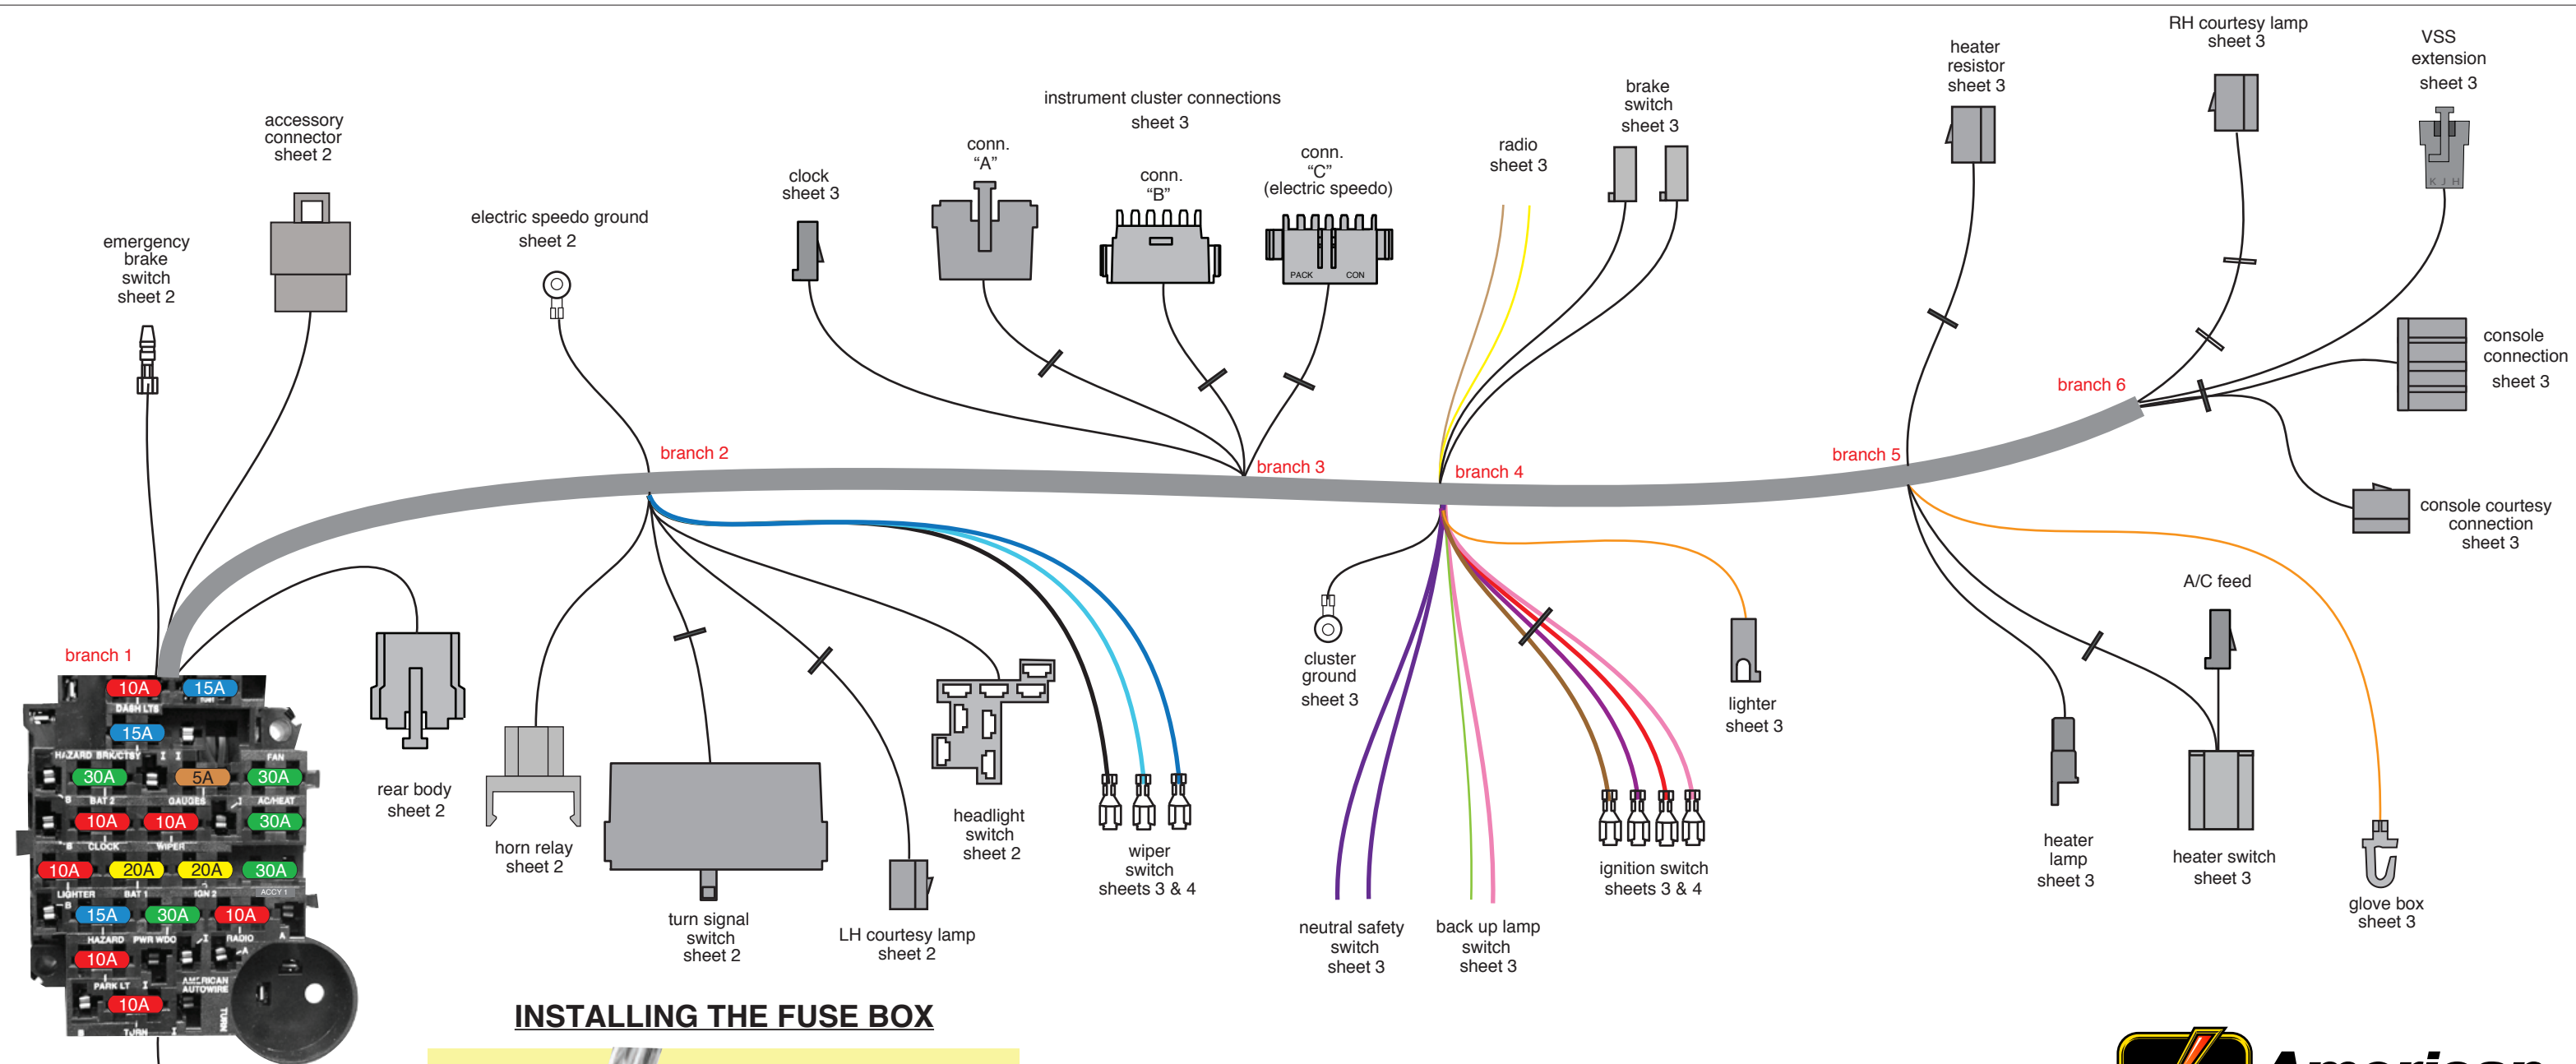 RH courtesy lamp
sheet 3
VSS
extension
sheet 3
heater
resistor
sheet 3
brake
switch
sheet 3
instrument cluster connections
sheet 3
accessory
connector
sheet 2
radio
sheet 3
conn.
“A”
conn.
“B”
conn.
“C”
(electric speedo)
clock
sheet 3
electric speedo ground
sheet 2
emergency
brake
switch
sheet 2
K J H
PACK CON
console
connection
sheet 3
branch 6
branch 2
branch 3
branch 4
branch 5
console courtesy
connection
sheet 3
A/C feed
branch 1
cluster
ground
sheet 3
lighter
sheet 3
rear body
sheet 2
horn relay
sheet 2
headlight
switch
sheet 2
wiper
switch
sheets 3 & 4
ignition switch
sheets 3 & 4
heater
lamp
sheet 3
heater switch
sheet 3
glove box
sheet 3
turn signal
switch
sheet 2
LH courtesy lamp
sheet 2
neutral safety
switch
sheet 3
back up lamp
switch
sheet 3
10A 15A
DASH LTS
15A
HAZARD BRK/CTSY I I FAN
30A 5A 30A
B BAT 2 GAUGES I AC/HEAT
10A 10A 30A
B CLOCK WIPER
10A 20A 20A 30A
LIGHTER BAT 1 IGN 2 ACCY 1
B
15A 30A 10A
HAZARD PWR WDO I RADIO A
10A A
PARK LT I AMERICAN
AUTOWIRE
10A
B TURN I TURN
INSTALLING THE FUSE BOX
American